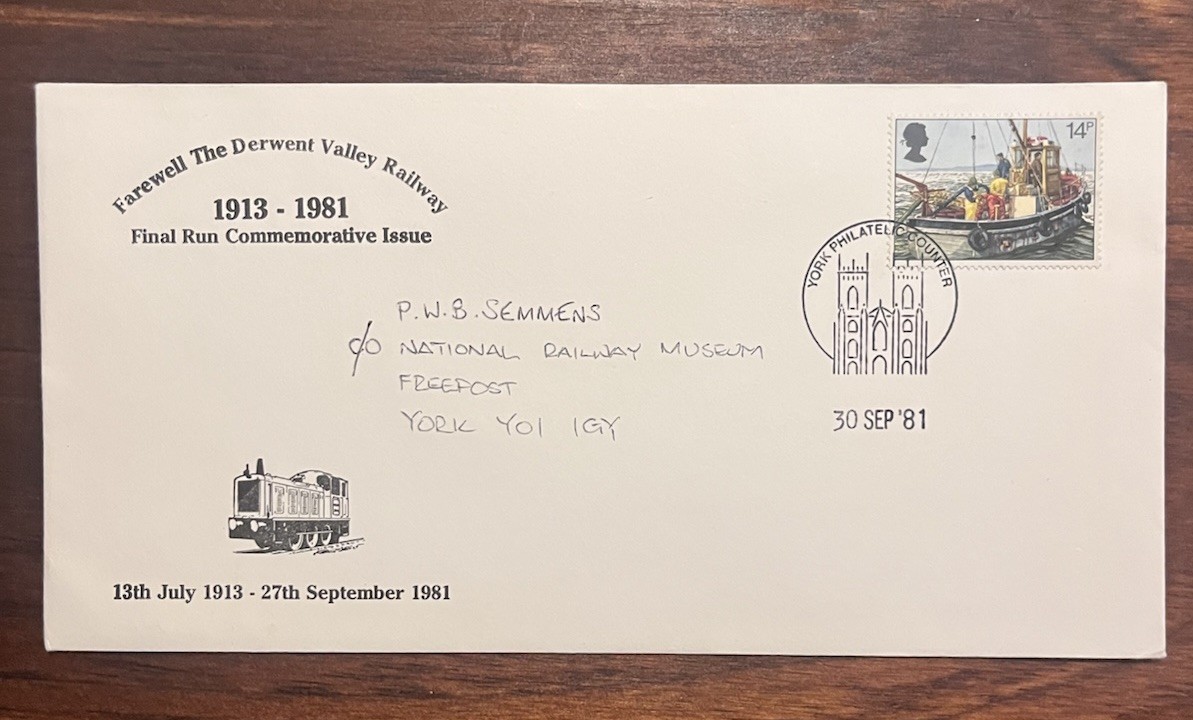 Farewell The Derwent Valley Railway
1913 - 1981
Final Run Commemorative Issue
14P
YORK PHILATELIC COUNTER
30 SEP '81
P.W.B. SEMMENS
c/o NATIONAL RAILWAY MUSEUM
FREEPOST
YORK YO1 1GY
13th July 1913 - 27th September 1981